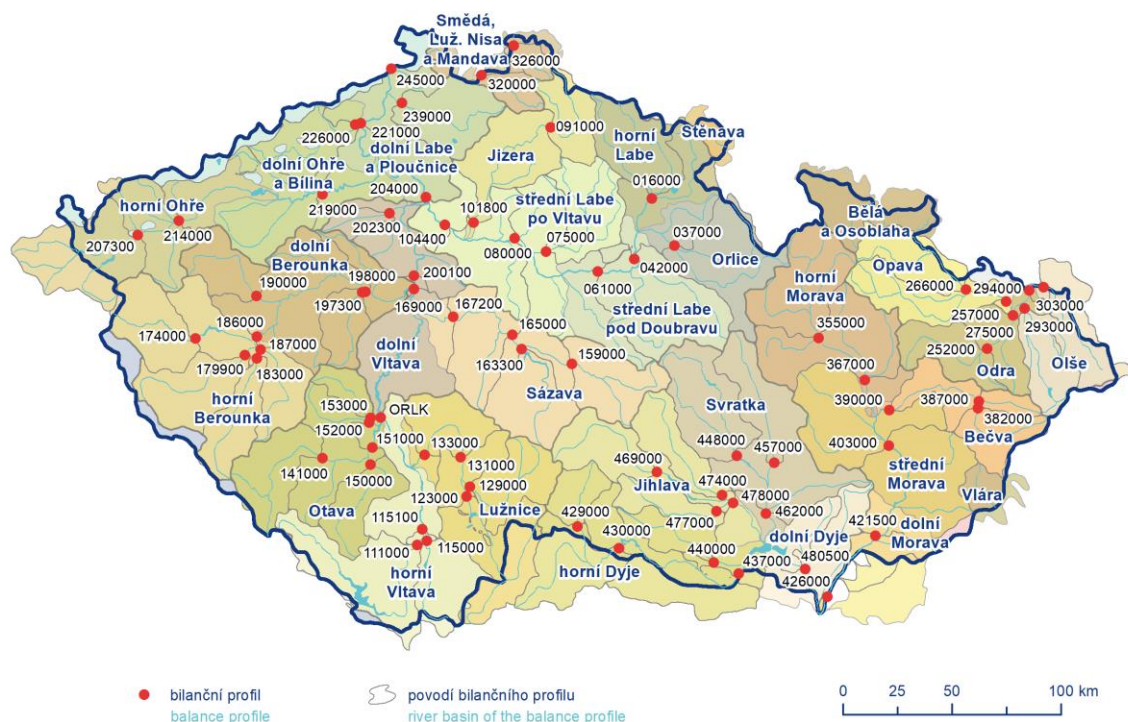 Smědá,
Luž. Nisa
a Mandava
326000
320000
245000
239000
226000
221000
dolní Labe
a Ploučnice
091000
Jizera
horní
Labe
Stěnava
dolní Ohře
a Bílina
204000
219000
horní Ohře
214000
207300
202300
101800
104400
střední Labe
po Vltavu
075000
080000
016000
037000
042000
Orlice
061000
střední Labe
pod Doubravu
Bělá
a Osoblaha
Opava
266000
294000
303000
257000
275000
293000
252000
Odra
Olše
horní
Morava
355000
367000
390000
387000
382000
Bečva
403000
střední
Morava
Vlára
dolní
Morava
421500
dolní
Berounka
190000
198000
197300
200100
169000
167200
165000
163300
159000
Sázava
174000
186000
187000
179900
183000
horní
Berounka
dolní
Vltava
153000
ORLK
152000
151000
150000
141000
Otava
133000
131000
129000
123000
Lužnice
115100
111000
115000
horní
Vltava
Svratka
448000
457000
469000
Jihlava
474000
478000
477000
462000
429000
430000
440000
437000
horní Dyje
dolní Dyje
480500
426000
bilanční profil
balance profile
povodí bilančního profilu
river basin of the balance profile
0 25 50 100 km